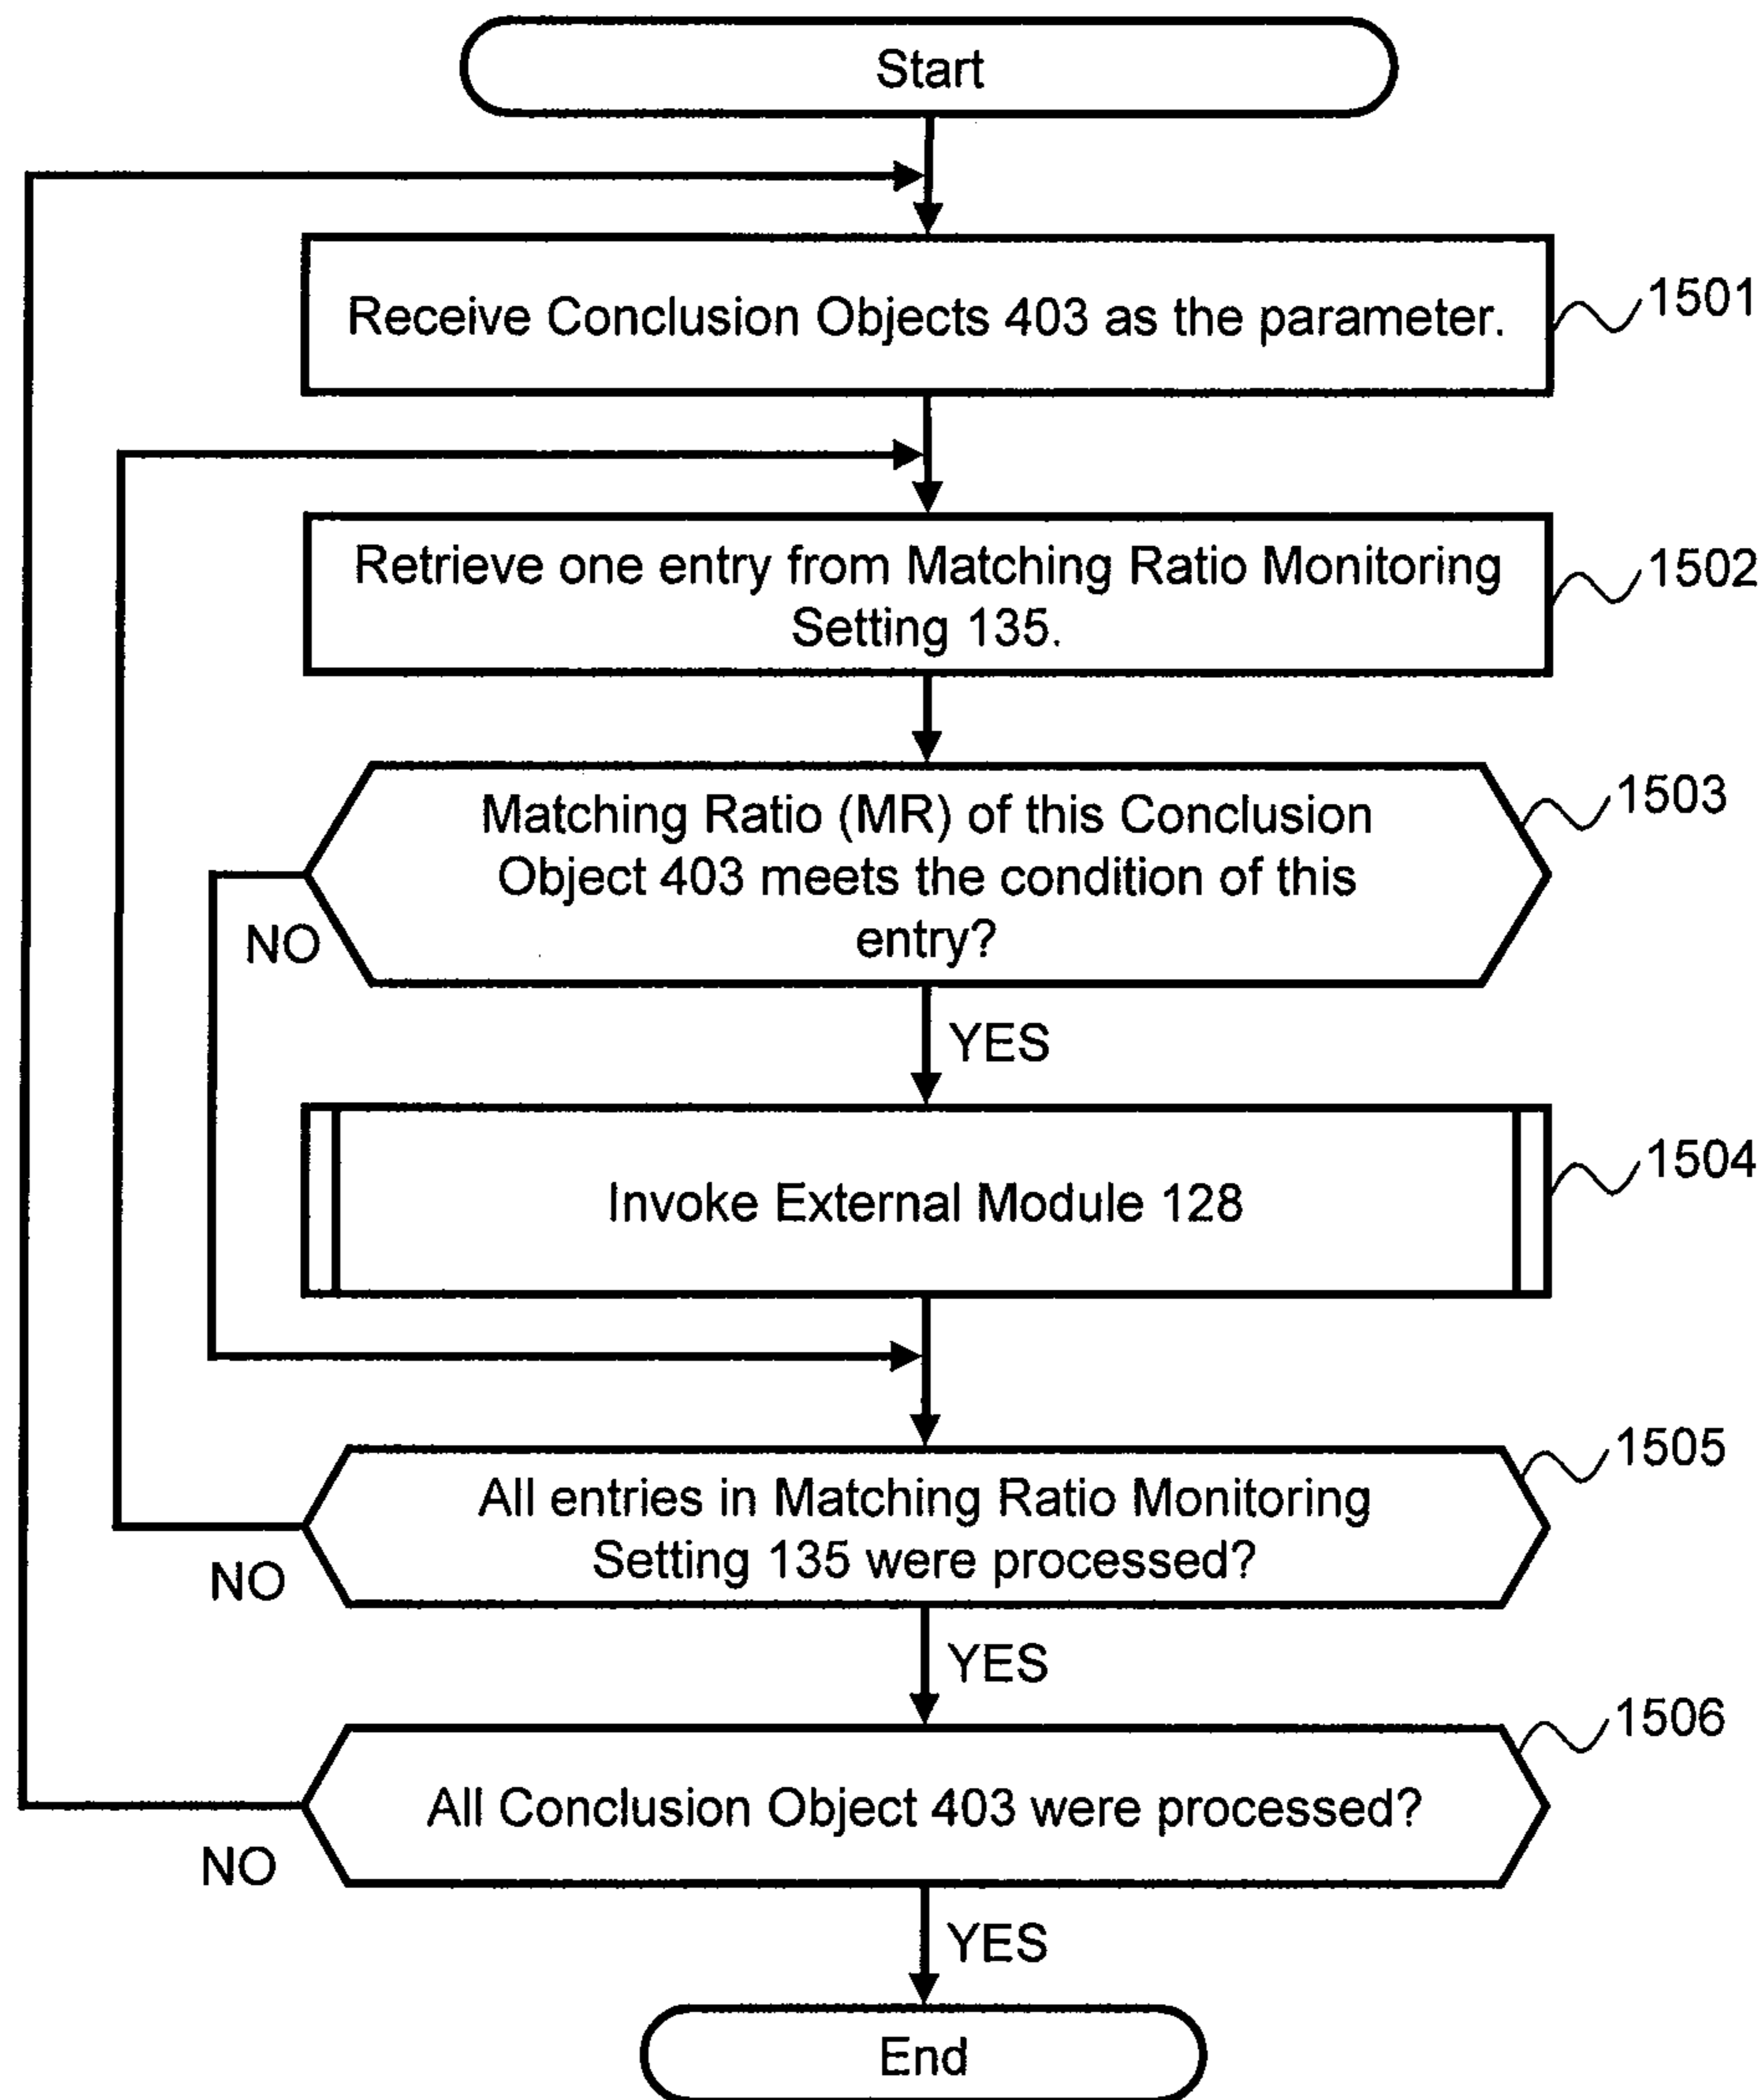 Start
Receive Conclusion Objects 403 as the parameter.
1501
Retrieve one entry from Matching Ratio Monitoring
Setting 135.
1502
Matching Ratio (MR) of this Conclusion
Object 403 meets the condition of this
entry?
1503
NO
YES
Invoke External Module 128
1504
All entries in Matching Ratio Monitoring
Setting 135 were processed?
1505
NO
YES
All Conclusion Object 403 were processed?
1506
NO
YES
End